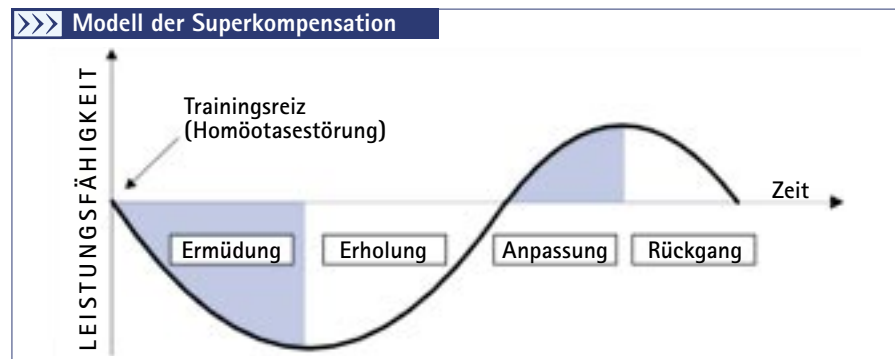 >>> Modell der Superkompensation
LEISTUNGSFÄHIGKEIT
Trainingsreiz
(Homöotasestörung)
Zeit
Ermüdung
Erholung
Anpassung
Rückgang